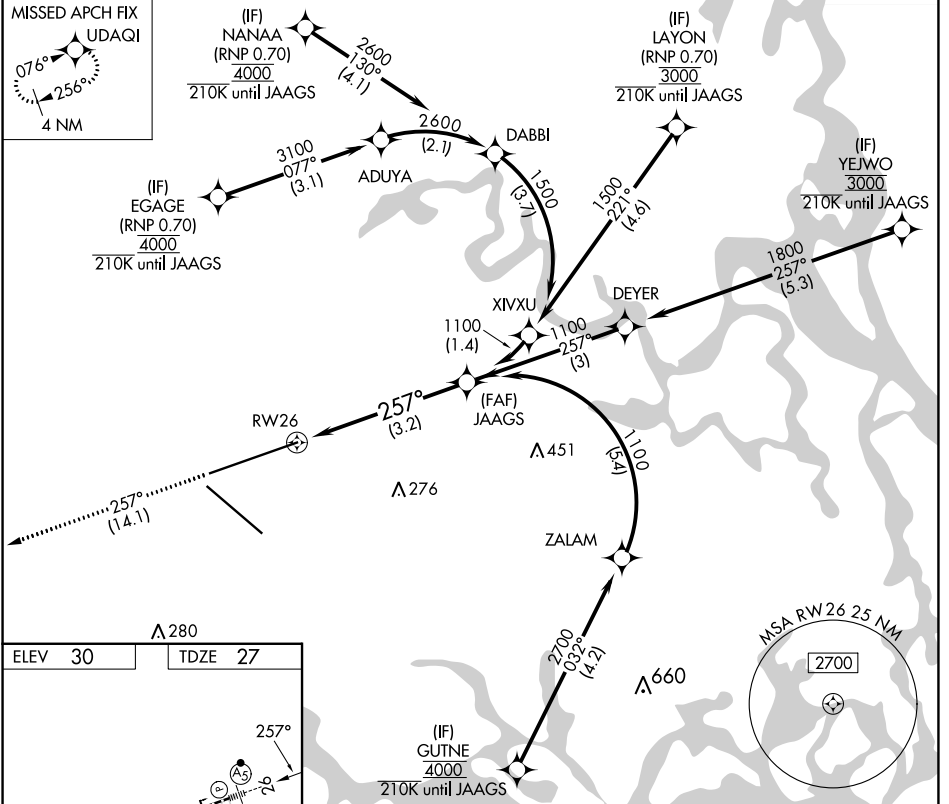 MISSED APCH FIX
UDAQI
076°
256°
4 NM
(IF)
NANAA
(RNP 0.70)
4000
210K until JAAGS
2600
130°
(4.1)
(IF)
LAYON
(RNP 0.70)
3000
210K until JAAGS
(IF)
YEJWO
3000
210K until JAAGS
(IF)
EGAGE
(RNP 0.70)
4000
210K until JAAGS
3100
077°
(3.1)
ADUYA
2600
(2.1)
DABBI
1500
(3.7)
1500
221°
(4.6)
1800
257°
(5.3)
XIVXU
DEYER
1100
(1.4)
1100
257°
(3)
(FAF)
JAAGS
257°
(3.2)
RW26
257°
(14.1)
451
276
1100
(5.4)
ZALAM
2700
032°
(4.2)
660
280
(IF)
GUTNE
4000
210K until JAAGS
MSA RW26 25 NM
2700
ELEV 30
TDZE 27
257°
A5
P
26